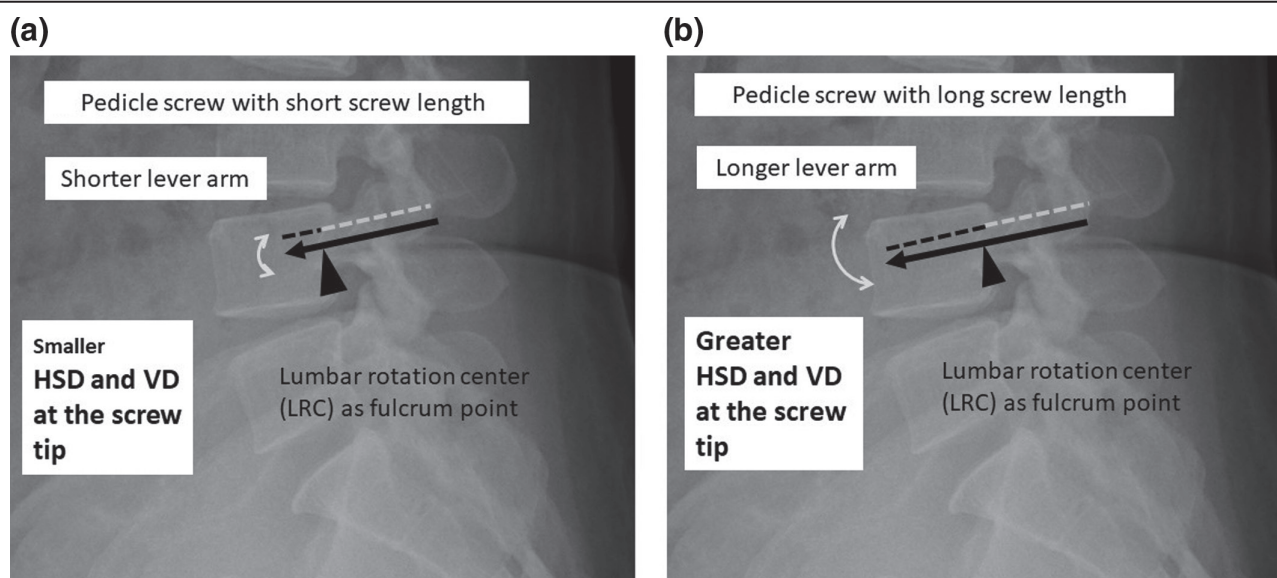 (a)
Pedicle screw with short screw length
Shorter lever arm
Smaller
HSD and VD
at the screw
tip
Lumbar rotation center
(LRC) as fulcrum point
(b)
Pedicle screw with long screw length
Longer lever arm
Greater
HSD and VD
at the screw
tip
Lumbar rotation center
(LRC) as fulcrum point